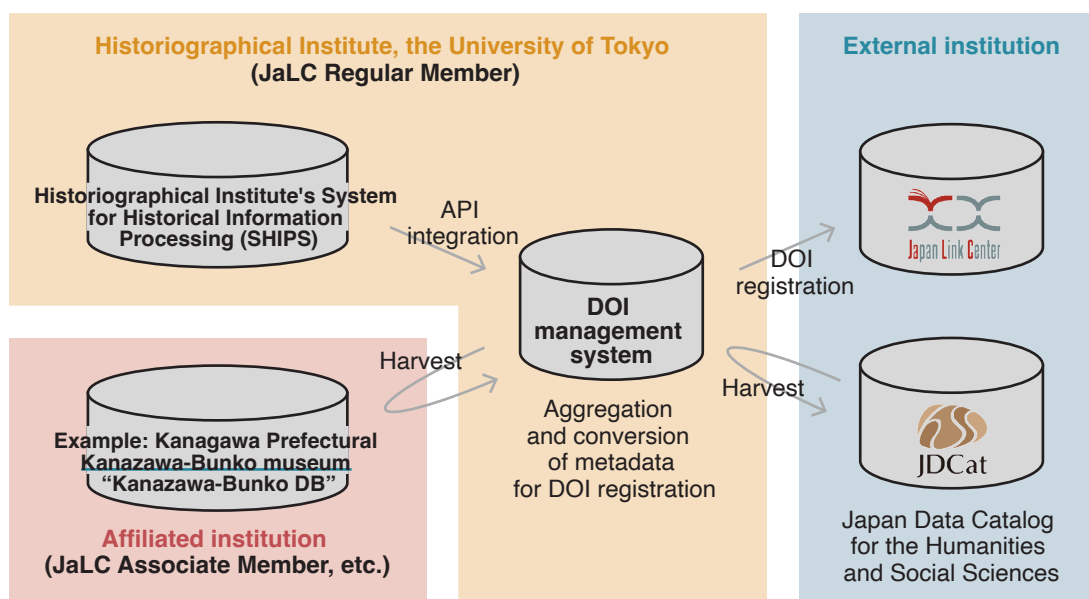 Historiographical Institute, the University of Tokyo
(JaLC Regular Member)
Historiographical Institute's System
for Historical Information
Processing (SHIPS)
API
integration
DOI
management
system
Aggregation
and conversion
of metadata
for DOI registration
Harvest
Example: Kanagawa Prefectural
Kanazawa-Bunko museum
“Kanazawa-Bunko DB”
Affiliated institution
(JaLC Associate Member, etc.)
External institution
Japan Link Center
DOI
registration
Harvest
JDCat
Japan Data Catalog
for the Humanities
and Social Sciences